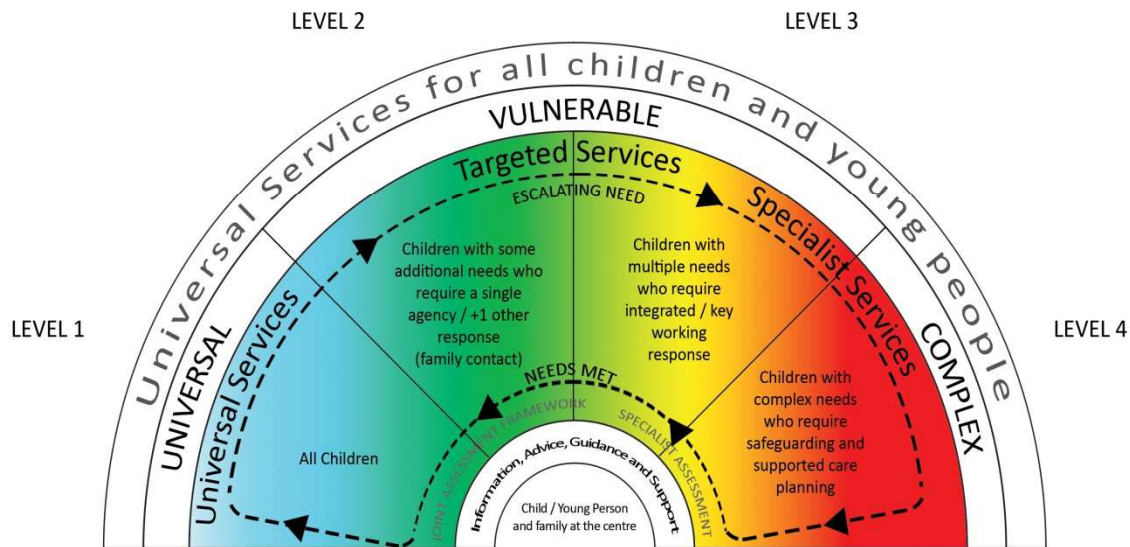 LEVEL 2
LEVEL 3
LEVEL 1
LEVEL 4
Universal Services for all children and young people
UNIVERSAL
VULNERABLE
COMPLEX
Universal Services
Targeted Services
Specialist Services
ESCALATING NEED
All Children
Children with some
additional needs who
require a single
agency / +1 other
response
(family contact)
Children with
multiple needs
who require
integrated / key
working
response
Children with
complex needs
who require
safeguarding and
supported care
planning
NEEDS MET
JOINT ASSESSMENT FRAMEWORK
SPECIALIST ASSESSMENT
Information, Advice, Guidance and Support
Child / Young Person
and family at the centre